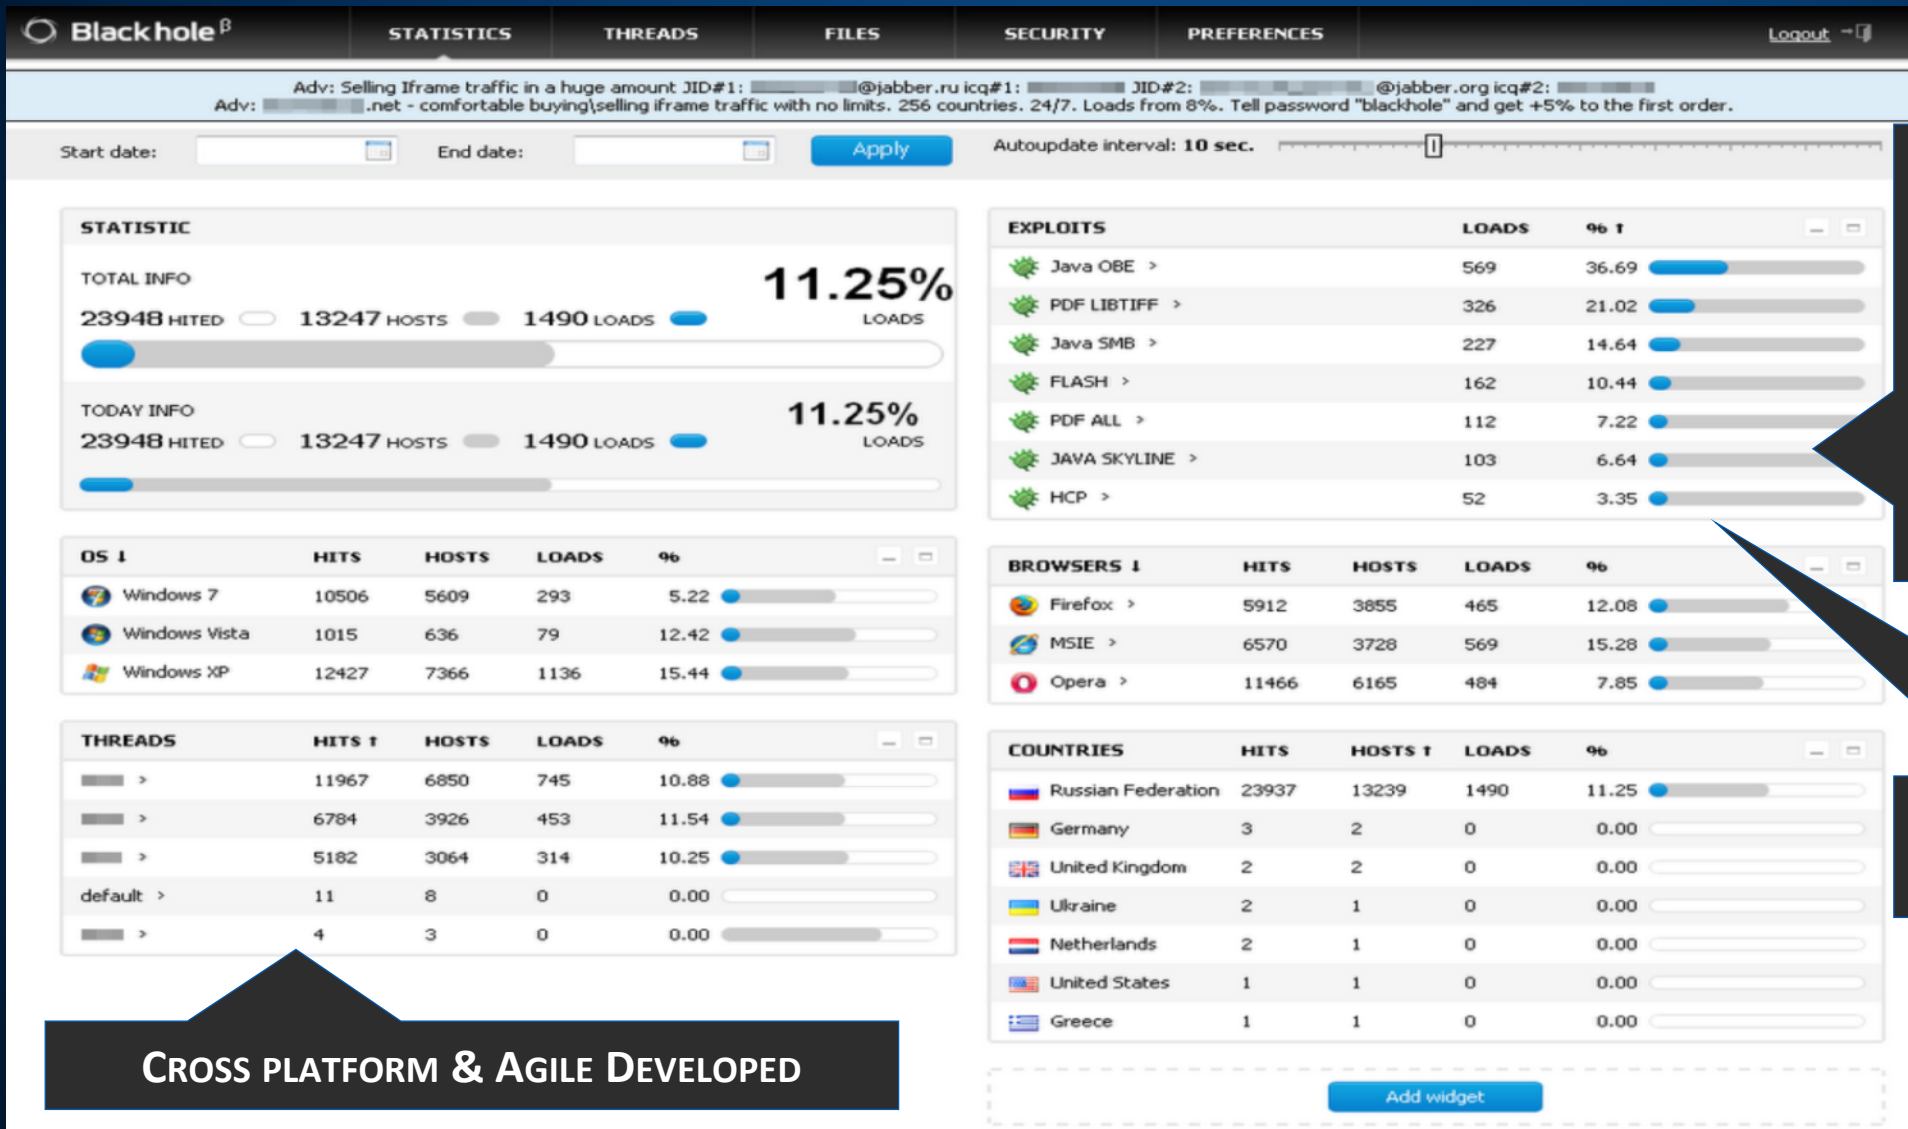 Blackhole β STATISTICS THREADS FILES SECURITY PREFERENCES Logout
Adv: Selling Iframe traffic in a huge amount JID#1: @jabber.ru icq#1: JID#2: @jabber.org icq#2:
Adv: .net - comfortable buying\selling iframe traffic with no limits. 256 countries. 24/7. Loads from 8%. Tell password "blackhole" and get +5% to the first order.
Start date: End date: Apply Autoupdate interval: 10 sec.
STATISTIC
TOTAL INFO
11.25%
23948 HITED 13247 HOSTS 1490 LOADS LOADS
TODAY INFO
11.25%
23948 HITED 13247 HOSTS 1490 LOADS LOADS
OS ↓ HITS HOSTS LOADS %
Windows 7 10506 5609 293 5.22
Windows Vista 1015 636 79 12.42
Windows XP 12427 7366 1136 15.44
THREADS HITS ↑ HOSTS LOADS %
> 11967 6850 745 10.88
> 6784 3926 453 11.54
> 5182 3064 314 10.25
default > 11 8 0 0.00
> 4 3 0 0.00
CROSS PLATFORM & AGILE DEVELOPED
EXPLOITS LOADS % ↑
Java OBE > 569 36.69
PDF LIBTIFF > 326 21.02
Java SMB > 227 14.64
FLASH > 162 10.44
PDF ALL > 112 7.22
JAVA SKYLINE > 103 6.64
HCP > 52 3.35
BROWSERS ↓ HITS HOSTS LOADS %
Firefox > 5912 3855 465 12.08
MSIE > 6570 3728 569 15.28
Opera > 11466 6165 484 7.85
COUNTRIES HITS HOSTS ↑ LOADS %
Russian Federation 23937 13239 1490 11.25
Germany 3 2 0 0.00
United Kingdom 2 2 0 0.00
Ukraine 2 1 0 0.00
Netherlands 2 1 0 0.00
United States 1 1 0 0.00
Greece 1 1 0 0.00
Add widget